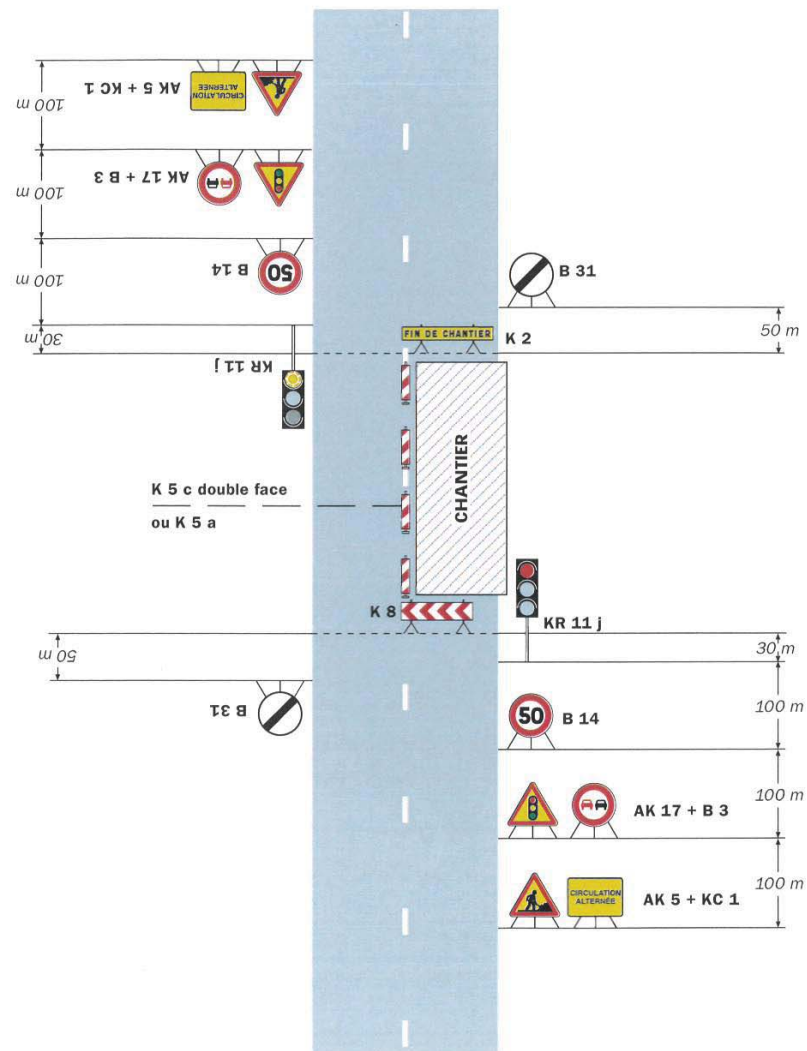 100 m
AK 5 + KC 1
CIRCULATION
ALTERNÉE
100 m
AK 17 + B 3
100 m
B 14
50
30 m
KR 11 j
B 31
50 m
FIN DE CHANTIER
K 2
CHANTIER
K 5 c double face
ou K 5 a
K 8
KR 11 j
30 m
50 m
B 31
50
B 14
100 m
AK 17 + B 3
100 m
CIRCULATION
ALTERNÉE
AK 5 + KC 1
100 m